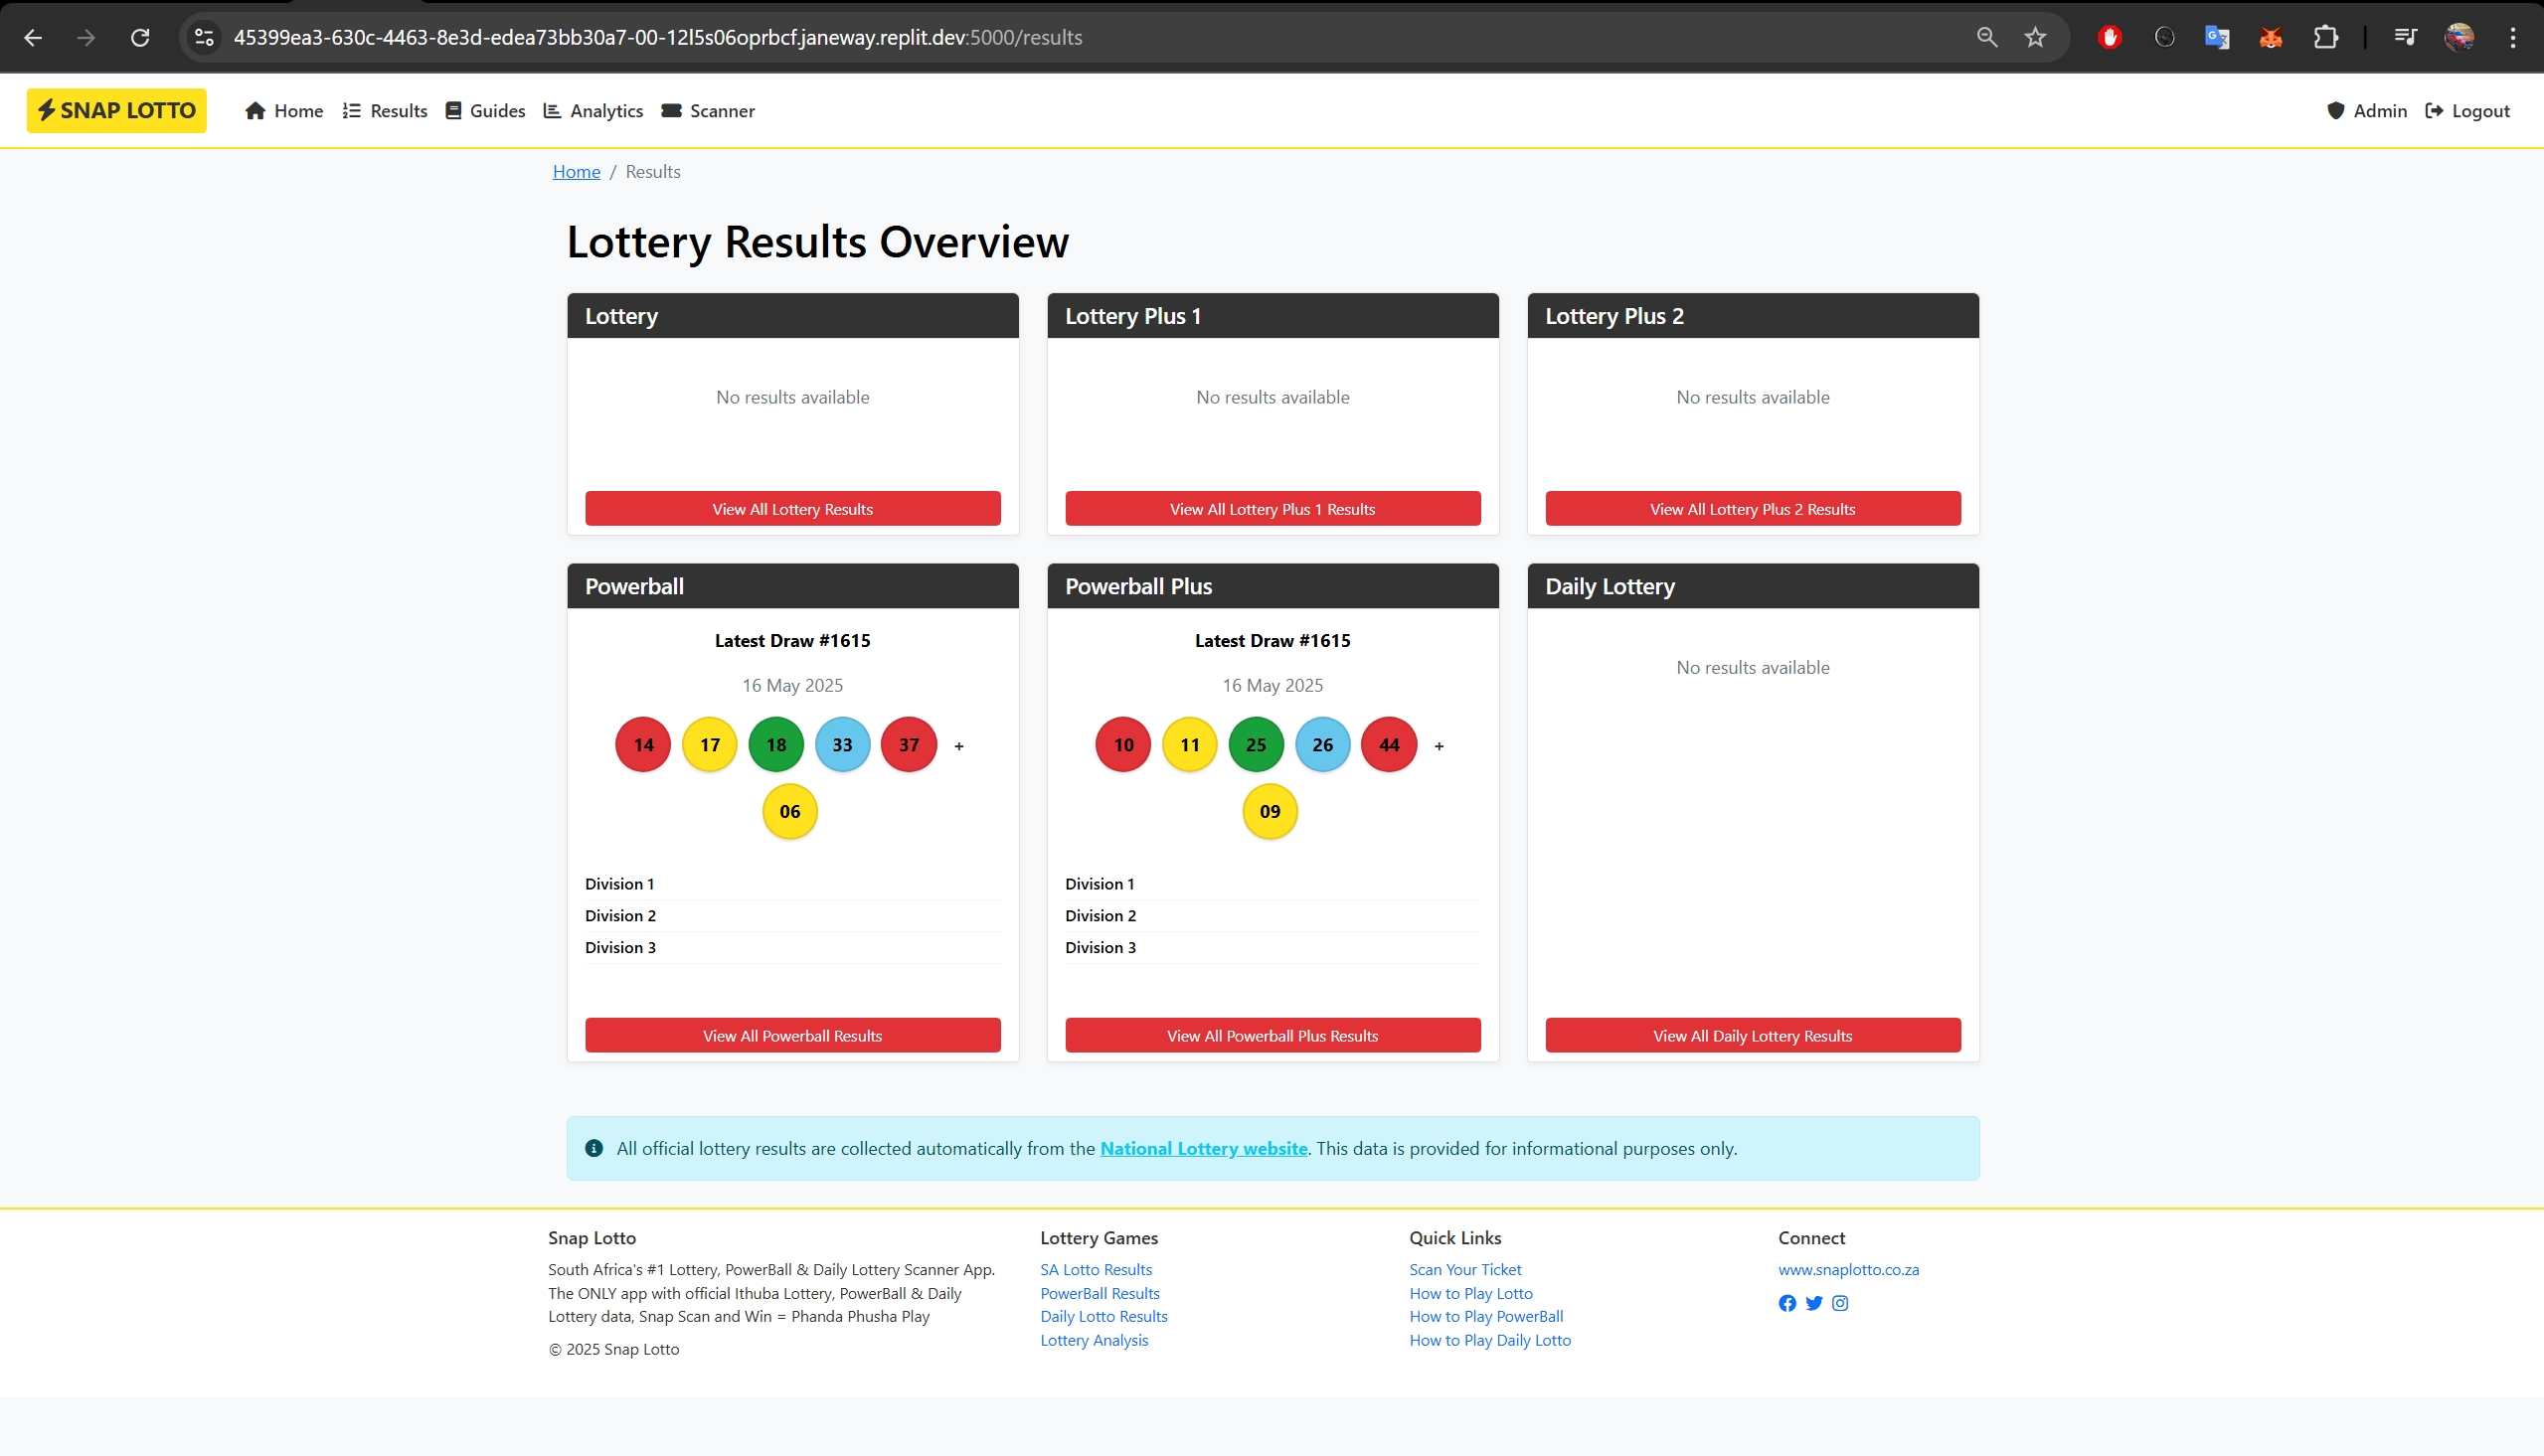 45399ea3-630c-4463-8e3d-edea73bb30a7-00-12l5s06oprbcf.janeway.replit.dev:5000/results
SNAP LOTTO
Home
Results
Guides
Analytics
Scanner
Admin
Logout
Home / Results
Lottery Results Overview
Lottery
No results available
View All Lottery Results
Lottery Plus 1
No results available
View All Lottery Plus 1 Results
Lottery Plus 2
No results available
View All Lottery Plus 2 Results
Powerball
Latest Draw #1615
16 May 2025
14 17 18 33 37 +
06
Division 1
Division 2
Division 3
View All Powerball Results
Powerball Plus
Latest Draw #1615
16 May 2025
10 11 25 26 44 +
09
Division 1
Division 2
Division 3
View All Powerball Plus Results
Daily Lottery
No results available
View All Daily Lottery Results
All official lottery results are collected automatically from the National Lottery website. This data is provided for informational purposes only.
Snap Lotto
South Africa's #1 Lottery, PowerBall & Daily Lottery Scanner App.
The ONLY app with official Ithuba Lottery, PowerBall & Daily
Lottery data, Snap Scan and Win = Phanda Phusha Play
© 2025 Snap Lotto
Lottery Games
SA Lotto Results
PowerBall Results
Daily Lotto Results
Lottery Analysis
Quick Links
Scan Your Ticket
How to Play Lotto
How to Play PowerBall
How to Play Daily Lotto
Connect
www.snaplotto.co.za